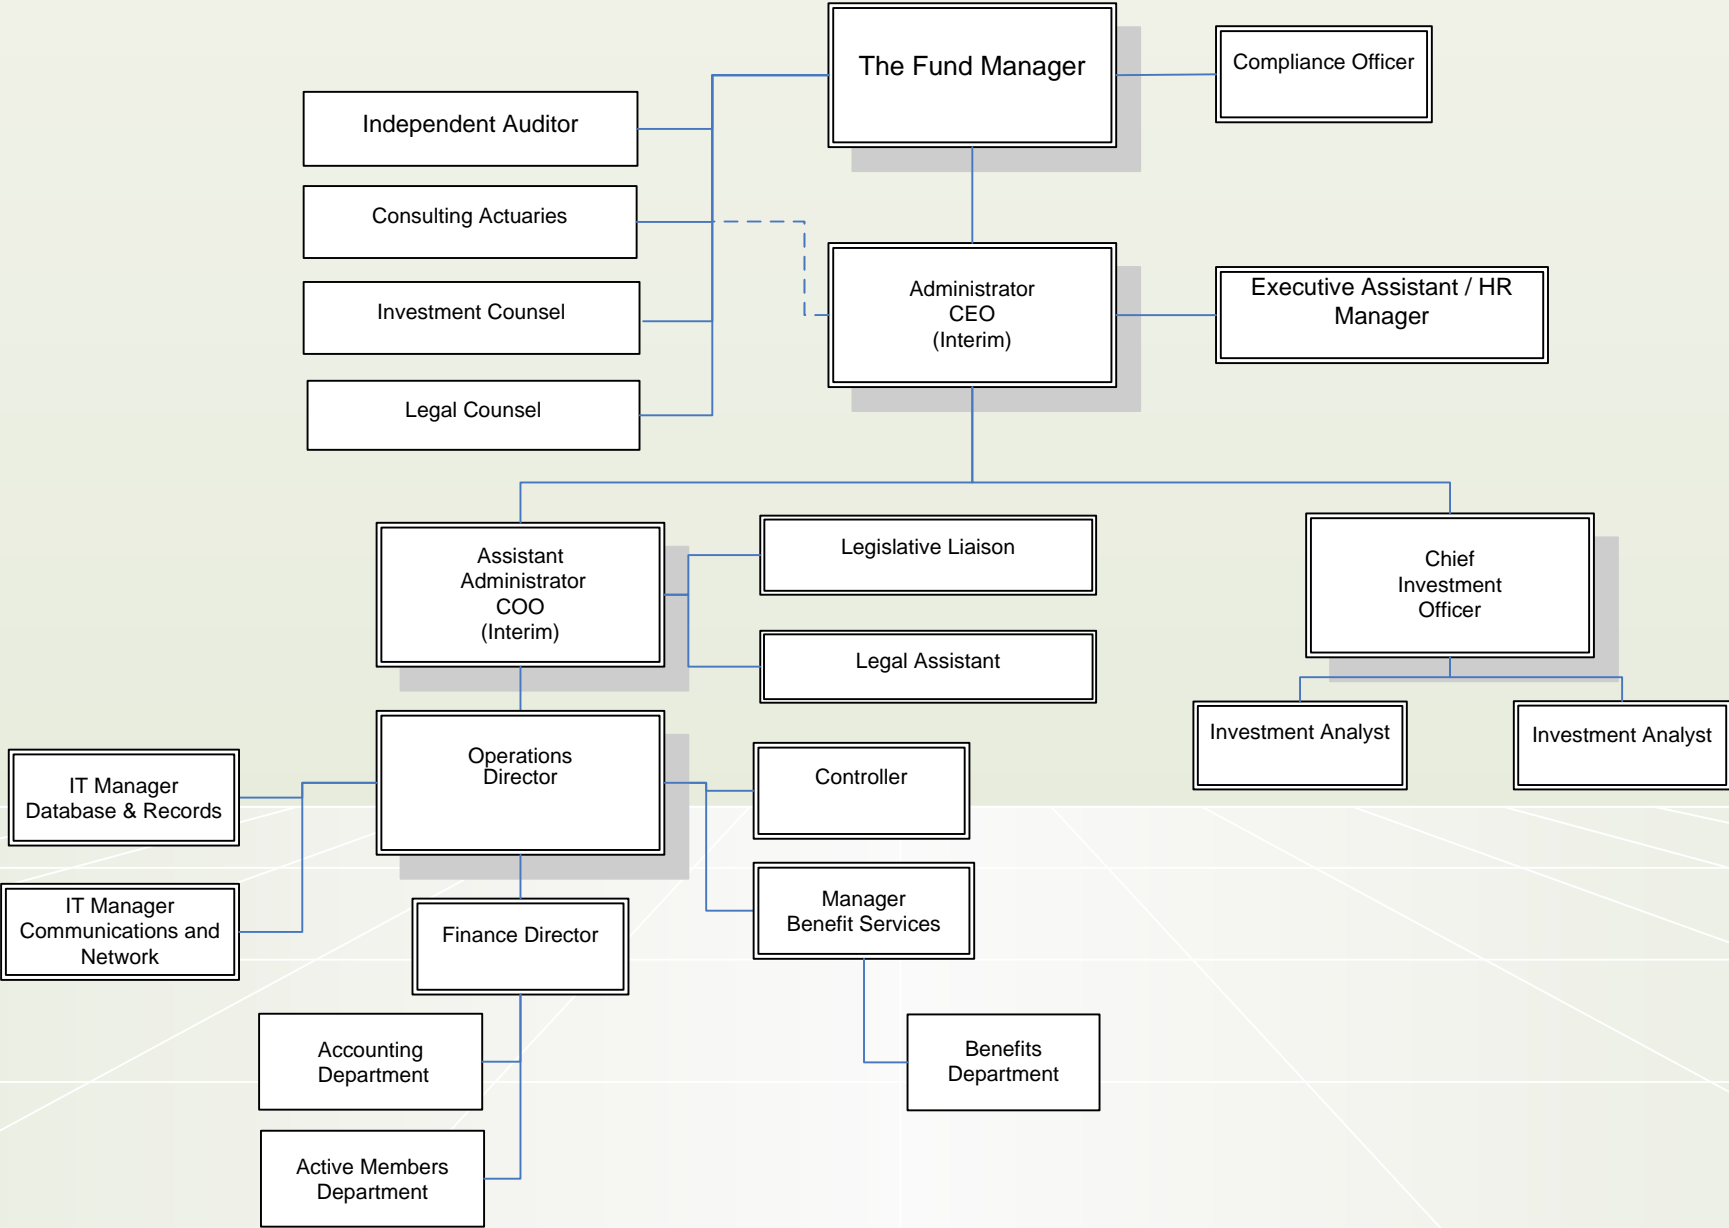 The Fund Manager
Compliance Officer
Independent Auditor
Consulting Actuaries
Investment Counsel
Legal Counsel
Administrator
CEO
(Interim)
Executive Assistant / HR
Manager
Assistant
Administrator
COO
(Interim)
Legislative Liaison
Legal Assistant
Chief
Investment
Officer
Investment Analyst
Investment Analyst
Operations
Director
IT Manager
Database & Records
IT Manager
Communications and
Network
Controller
Manager
Benefit Services
Finance Director
Accounting
Department
Active Members
Department
Benefits
Department